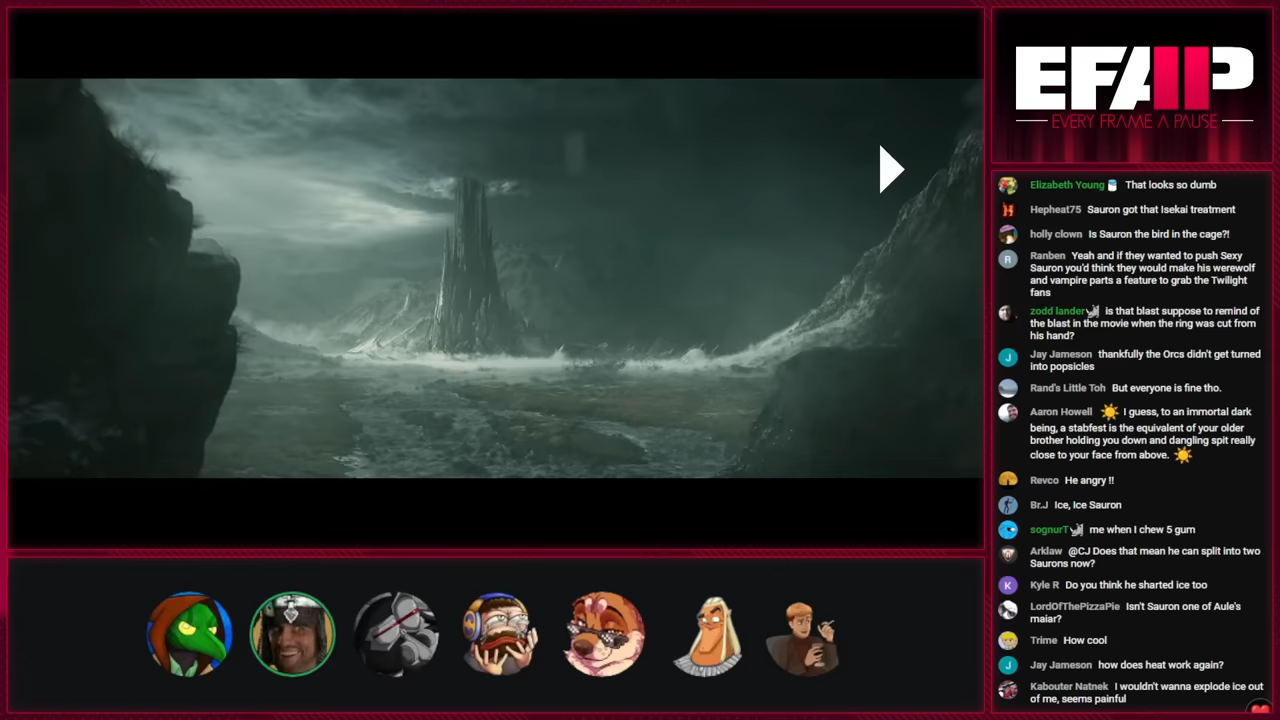 EFAP
EVERY FRAME A PAUSE
Elizabeth Young That looks so dumb
Hepheat75 Sauron got that Isekai treatment
holly clown Is Sauron the bird in the cage?!
R
Ranben Yeah and if they wanted to push Sexy
Sauron you'd think they would make his werewolf
and vampire parts a feature to grab the Twilight
fans
zodd lander is that blast suppose to remind of
the blast in the movie when the ring was cut from
his hand?
J
Jay Jameson thankfully the Orcs didn't get turned
into popsicles
Rand's Little Toh But everyone is fine tho.
Aaron Howell ☀️ I guess, to an immortal dark
being, a stabfest is the equivalent of your older
brother holding you down and dangling spit really
close to your face from above. ☀️
Revco He angry !!
Br.J Ice, Ice Sauron
sognurT me when I chew 5 gum
Arklaw @CJ Does that mean he can split into two
Saurons now?
K
Kyle R Do you think he sharted ice too
LordOfThePizzaPie Isn't Sauron one of Aule's
maiar?
Trime How cool
J
Jay Jameson how does heat work again?
Kabouter Natnek I wouldn't wanna explode ice out
of me, seems painful